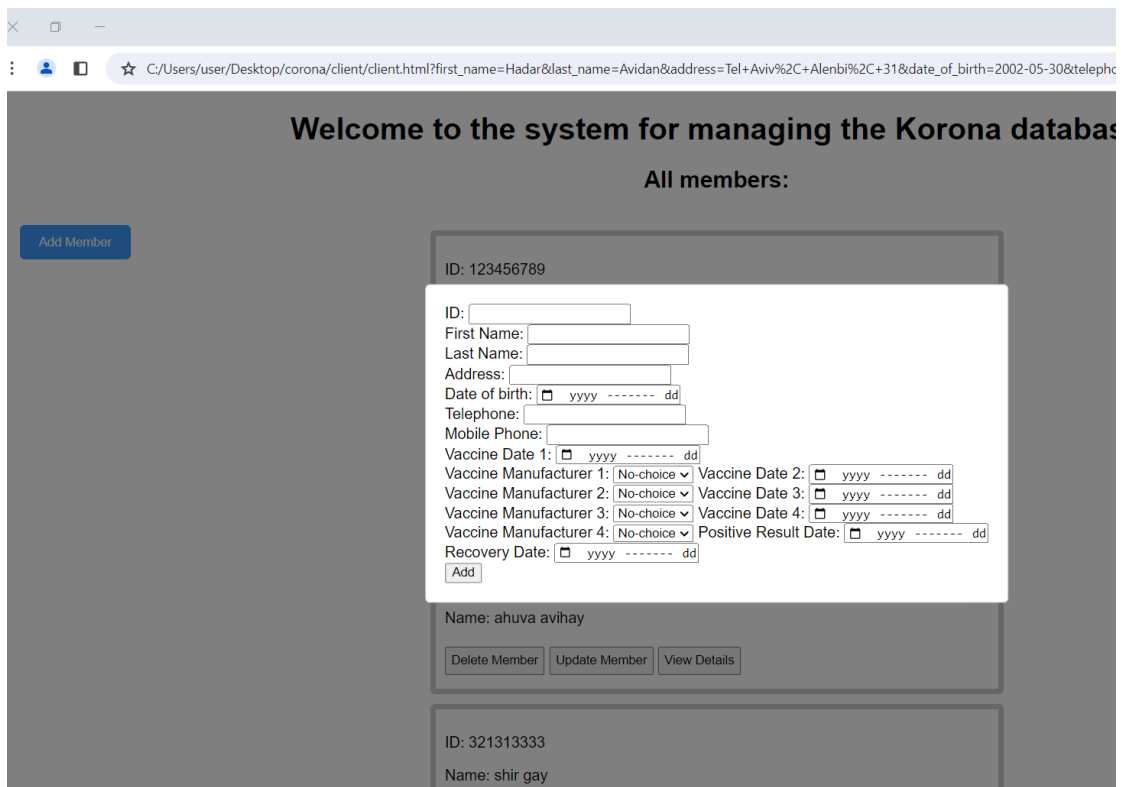 C:/Users/user/Desktop/corona/client/client.html?first_name=Hadar&last_name=Avidan&address=Tel+Aviv%2C+Alenbi%2C+31&date_of_birth=2002-05-30&telepho
Welcome to the system for managing the Korona databas
All members:
Add Member
ID: 123456789
ID:
First Name:
Last Name:
Address:
Date of birth: yyyy ------- dd
Telephone:
Mobile Phone:
Vaccine Date 1: yyyy ------- dd
Vaccine Manufacturer 1: No-choice Vaccine Date 2: yyyy ------- dd
Vaccine Manufacturer 2: No-choice Vaccine Date 3: yyyy ------- dd
Vaccine Manufacturer 3: No-choice Vaccine Date 4: yyyy ------- dd
Vaccine Manufacturer 4: No-choice Positive Result Date: yyyy ------- dd
Recovery Date: yyyy ------- dd
Add
Name: ahuva avihay
Delete Member Update Member View Details
ID: 321313333
Name: shir gay